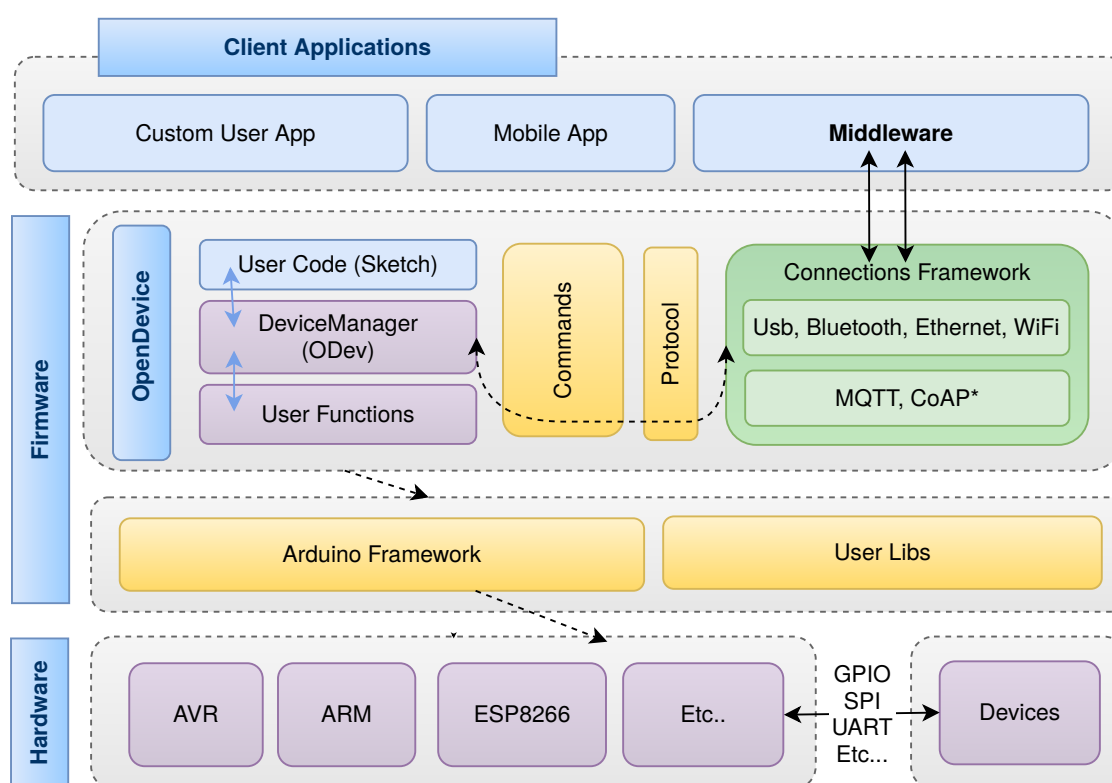 Client Applications
Custom User App
Mobile App
Middleware
Firmware
OpenDevice
User Code (Sketch)
DeviceManager
(ODev)
User Functions
Commands
Protocol
Connections Framework
Usb, Bluetooth, Ethernet, WiFi
MQTT, CoAP*
Arduino Framework
User Libs
Hardware
AVR
ARM
ESP8266
Etc..
GPIO
SPI
UART
Etc...
Devices